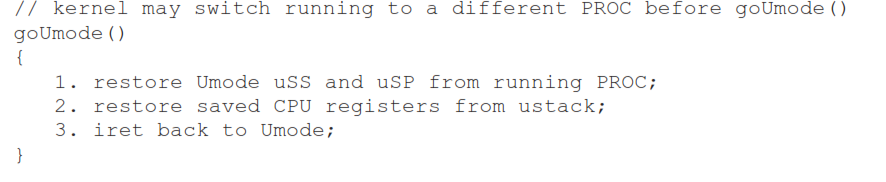 // kernel may switch running to a different PROC before goUmode()
goUmode()
{
1. restore Umode uSS and uSP from running PROC;
2. restore saved CPU registers from ustack;
3. iret back to Umode;
}